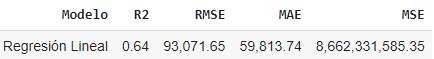 Modelo R2 RMSE MAE MSE
Regresión Lineal 0.64 93,071.65 59,813.74 8,662,331,585.35